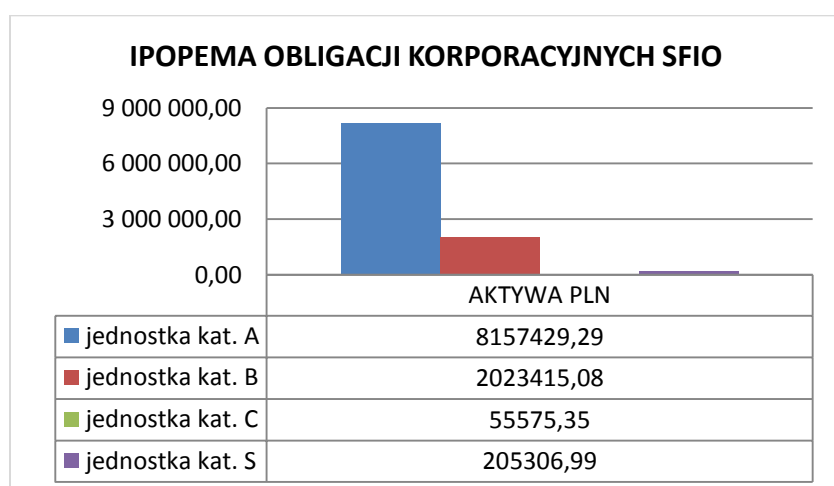 IPOPEMA OBLIGACJI KORPORACYJNYCH SFIO
9 000 000,00
6 000 000,00
3 000 000,00
0,00
AKTYWA PLN
jednostka kat. A 8157429,29
jednostka kat. B 2023415,08
jednostka kat. C 55575,35
jednostka kat. S 205306,99